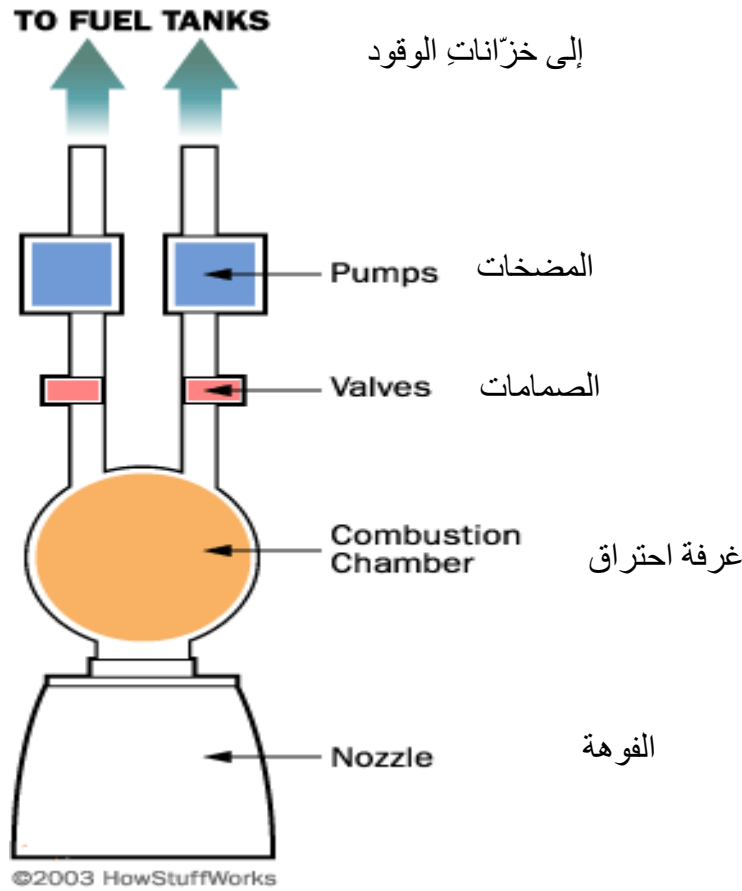 TO FUEL TANKS
إلى خزّاناتِ الوقود
Pumps المضخات
Valves الصمامات
Combustion
Chamber غرفة احتراق
Nozzle الفوهة
©2003 HowStuffWorks